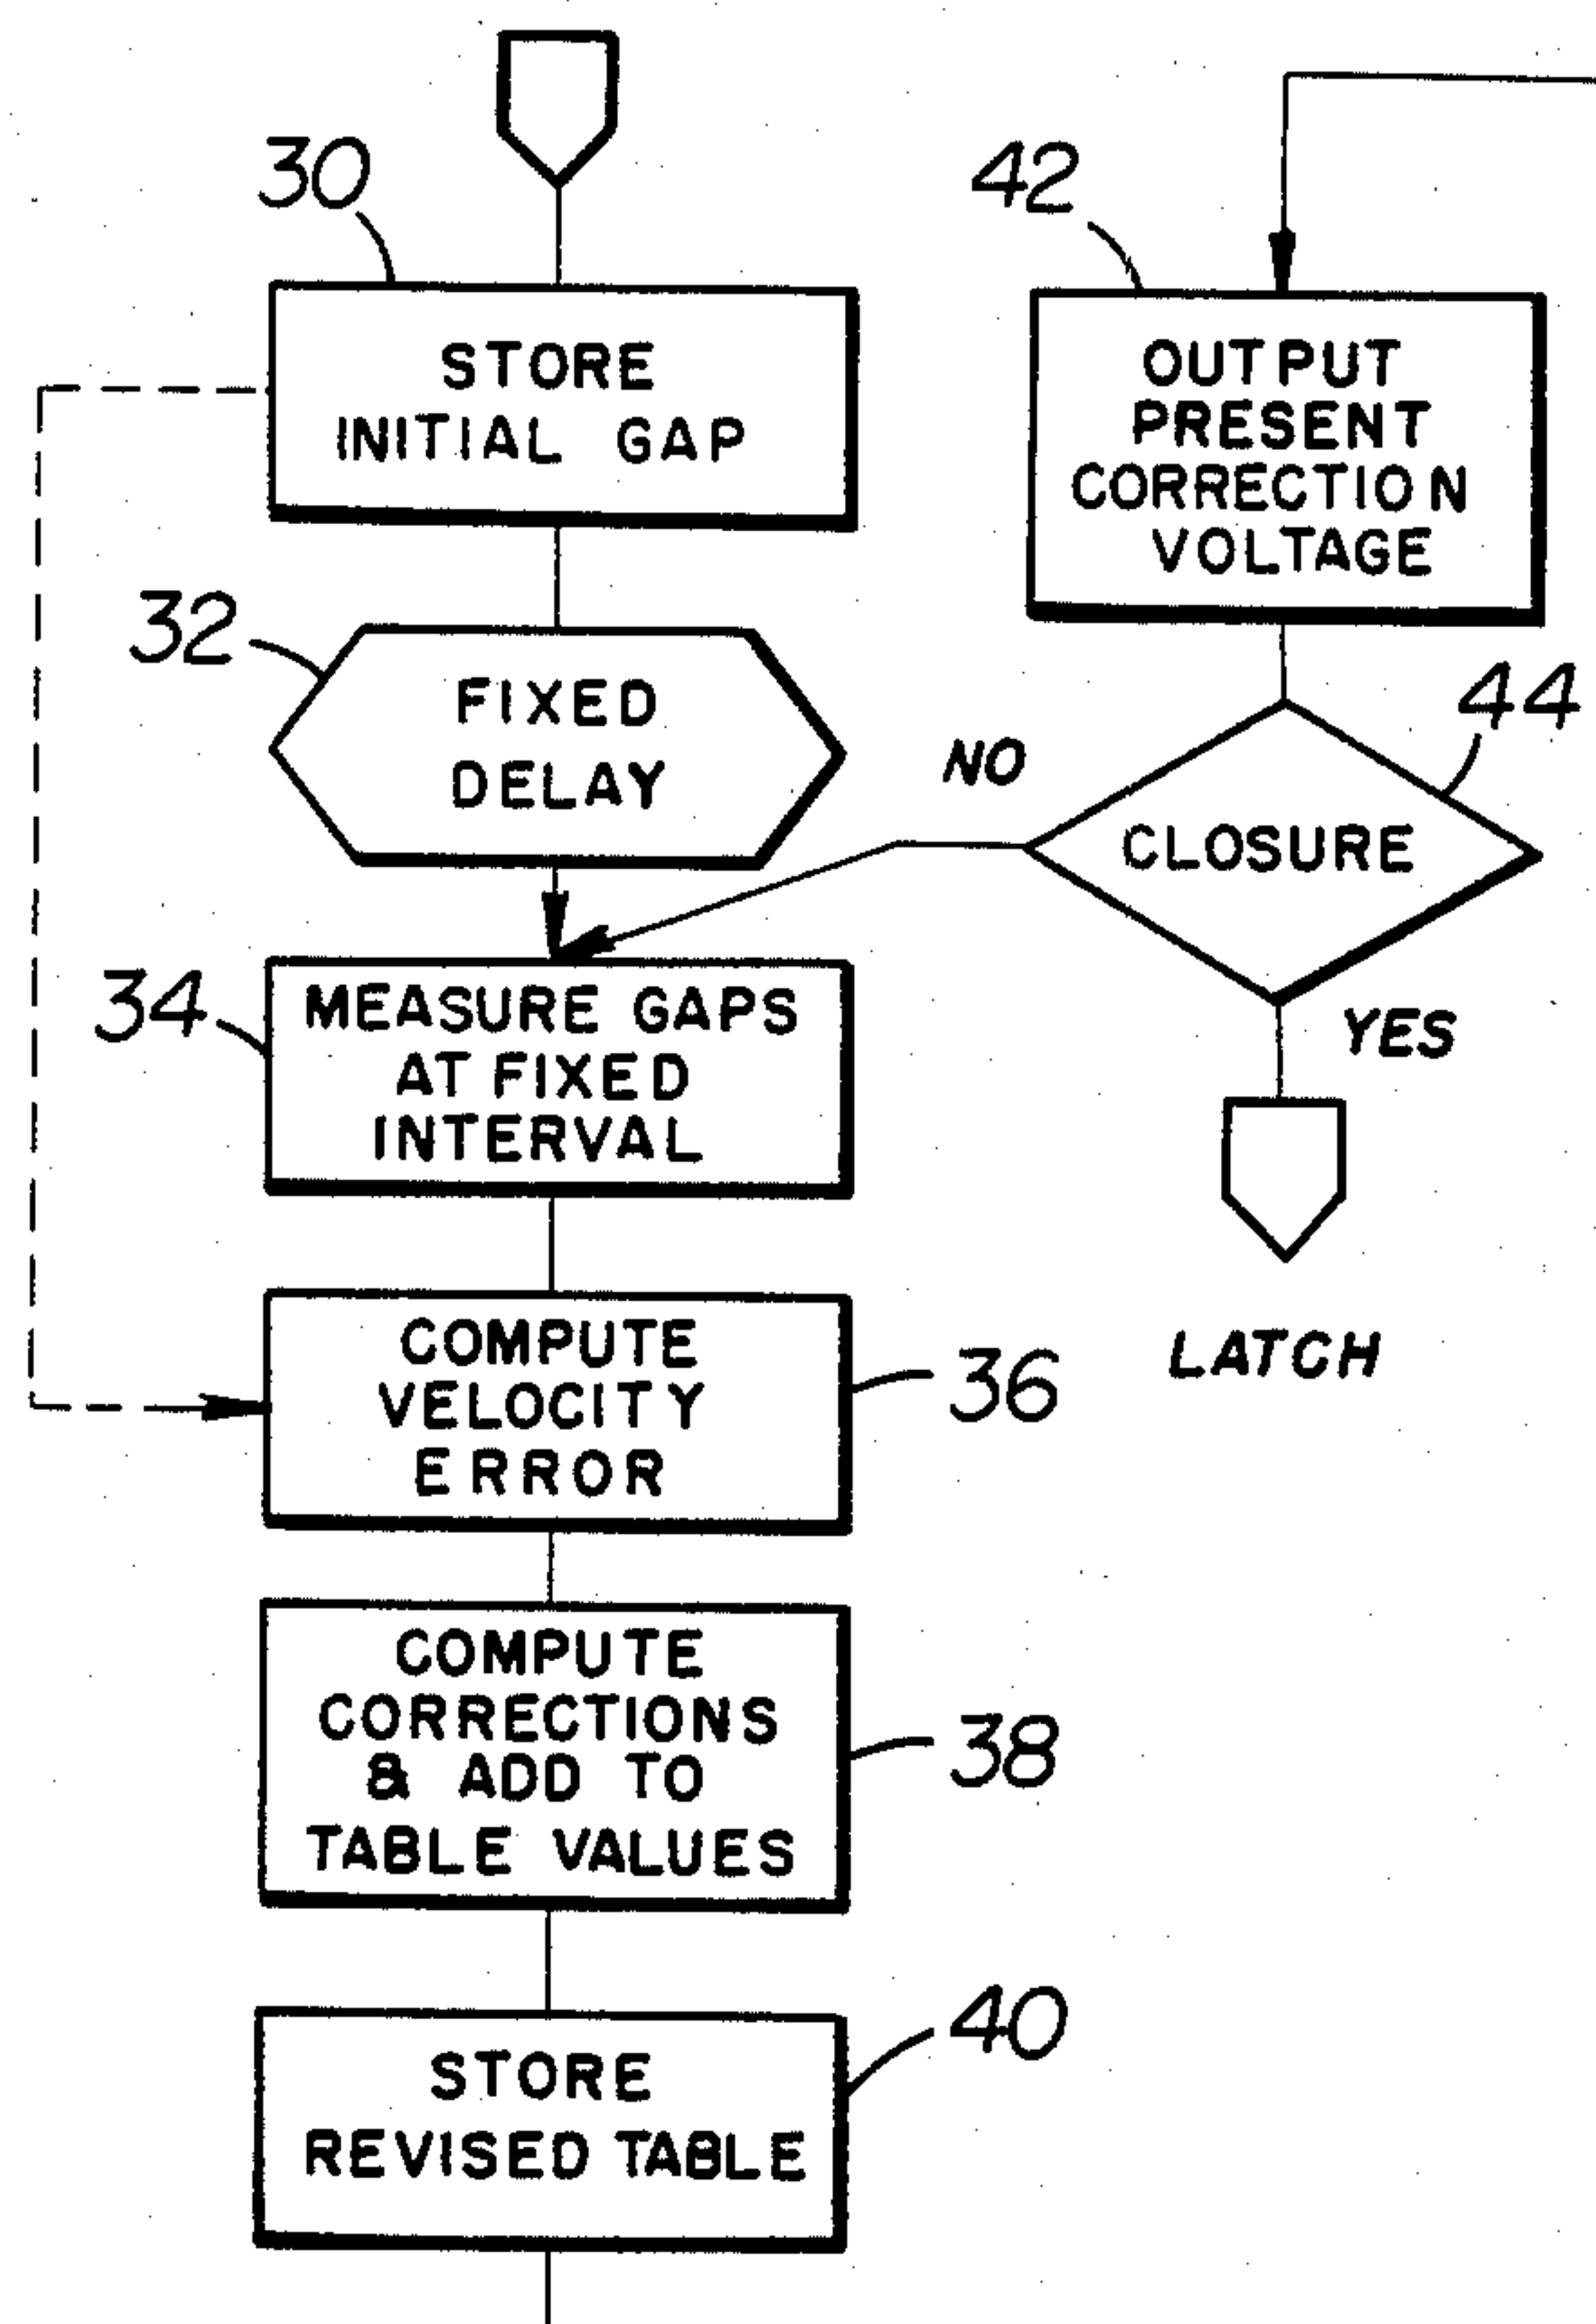 30
STORE
INITIAL GAP
32
FIXED
DELAY
34
MEASURE GAPS
AT FIXED
INTERVAL
COMPUTE
VELOCITY
ERROR
36
COMPUTE
CORRECTIONS
& ADD TO
TABLE VALUES
38
STORE
REVISED TABLE
40
42
OUTPUT
PRESENT
CORRECTION
VOLTAGE
44
NO
CLOSURE
YES
LATCH